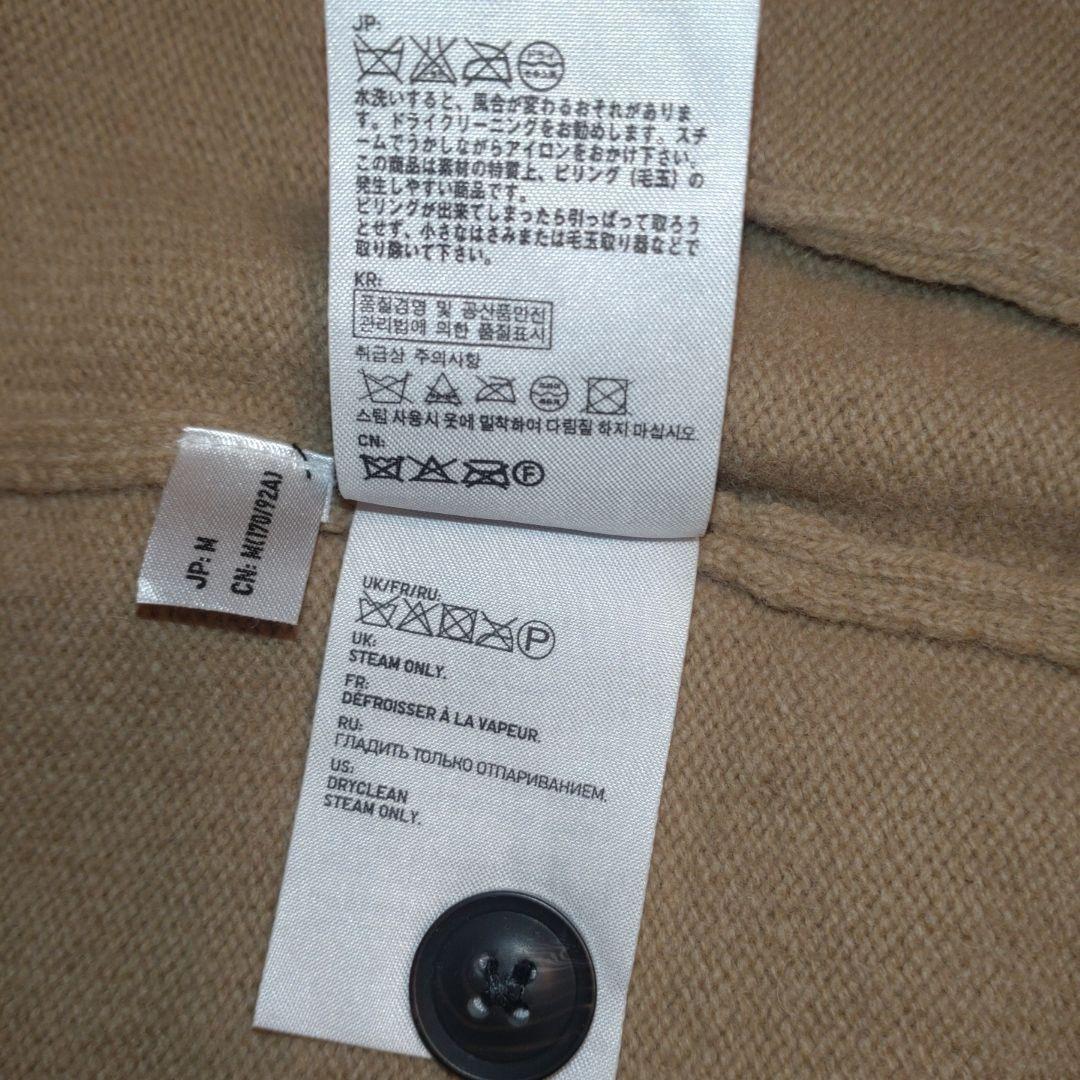 JP:
水洗いすると、風合が変わるおそれがありま
す。ドライクリーニングをお勧めします。スチ
ームでうかしながらアイロンをおかけ下さい。
この商品は素材の特質上、ピリング（毛玉）の
発生しやすい商品です。
ピリングが出来てしまったら引っぱって取ろう
とせず、小さなはさみまたは毛玉取り器などで
取り除いて下さい。
KR:
품질경영 및 공산품안전
관리법에 의한 품질표시
취급상 주의사항
스팀 사용시 옷에 밀착하여 다림질 하지 마십시오.
CN:
F
JP: M
CN: M(170/92A)
UK/FR/RU:
P
UK:
STEAM ONLY.
FR:
DÉFROISSER À LA VAPEUR.
RU:
ГЛАДИТЬ ТОЛЬКО ОТПАРИВАНИЕМ.
US:
DRYCLEAN
STEAM ONLY.